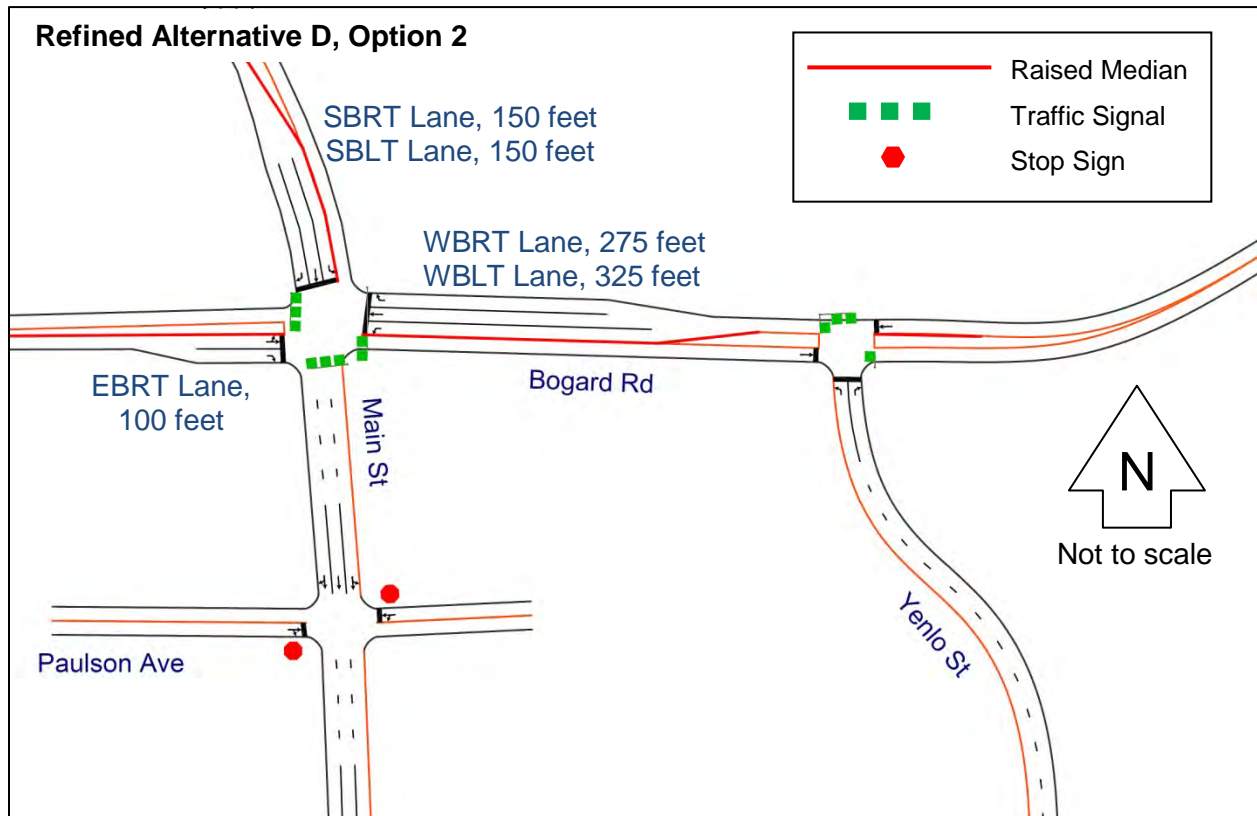 Refined Alternative D, Option 2
Raised Median
Traffic Signal
Stop Sign
SBRT Lane, 150 feet
SBLT Lane, 150 feet
WBRT Lane, 275 feet
WBLT Lane, 325 feet
EBRT Lane,
100 feet
Bogard Rd
Main St
N
Not to scale
Yenlo St
Paulson Ave